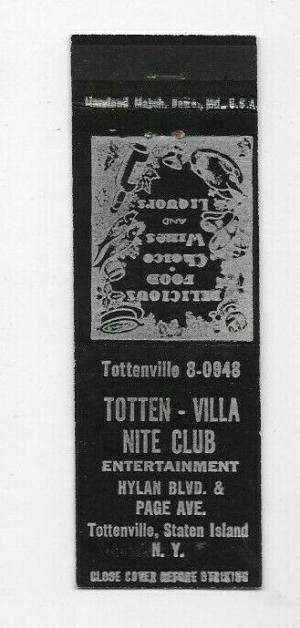 Maryland Match, Balto., Md., U.S.A.
DELICIOUS
FOOD
•
Choice
Wines
AND
Liquors
Tottenville 8-0948
TOTTEN - VILLA
NITE CLUB
ENTERTAINMENT
HYLAN BLVD. &
PAGE AVE.
Tottenville, Staten Island
N. Y.
CLOSE COVER BEFORE STRIKING